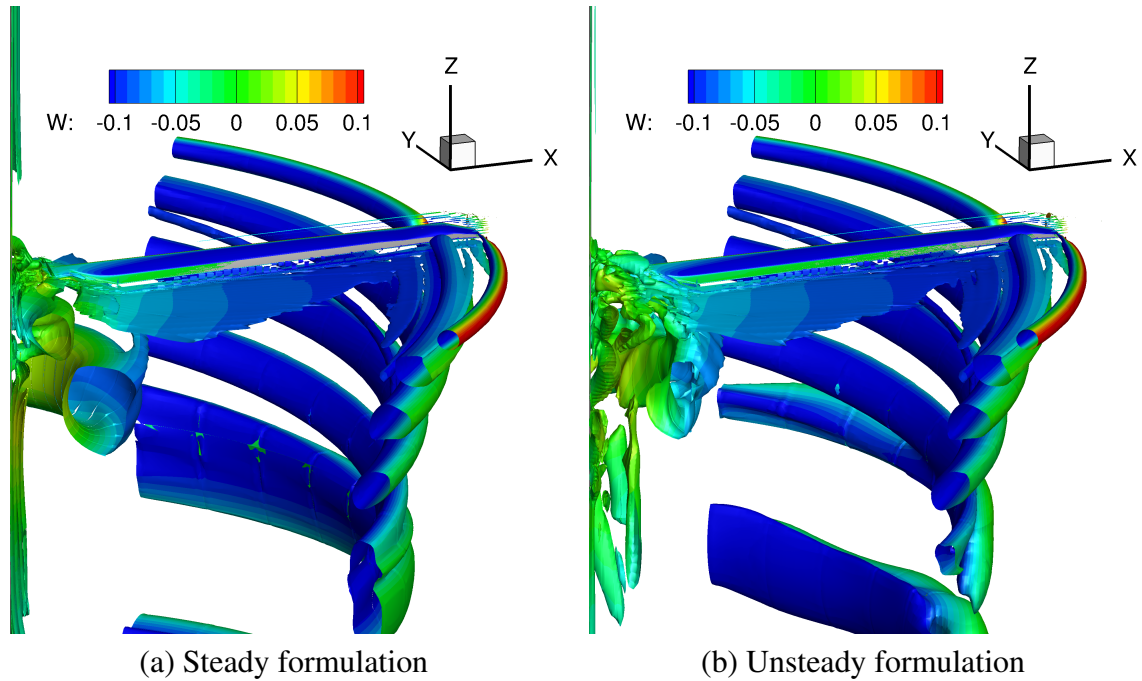 Z
Y
X
W: -0.1 -0.05 0 0.05 0.1
Z
Y
X
W: -0.1 -0.05 0 0.05 0.1
(a) Steady formulation
(b) Unsteady formulation